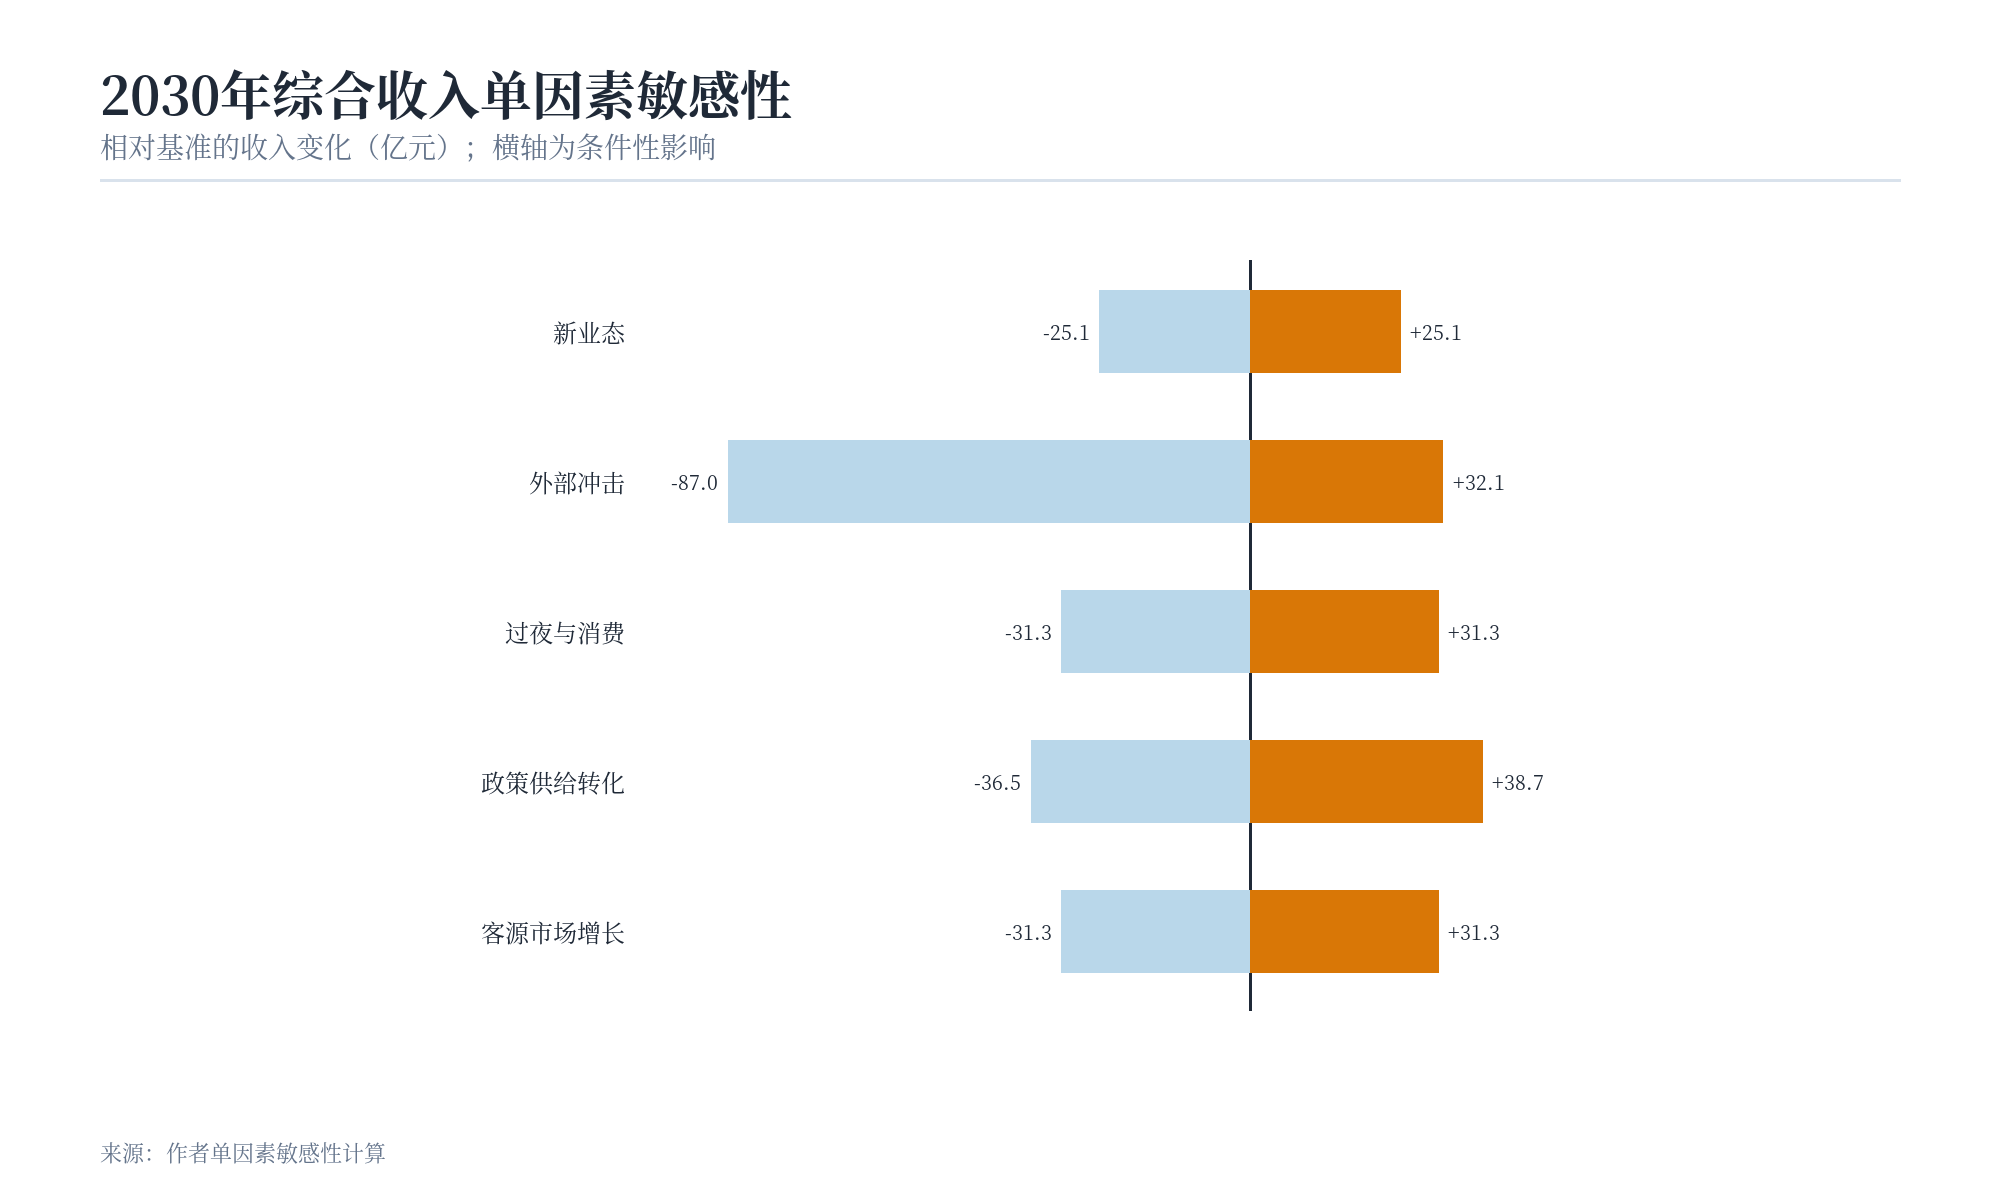 2030年综合收入单因素敏感性
相对基准的收入变化（亿元）；横轴为条件性影响
新业态 -25.1 +25.1
外部冲击 -87.0 +32.1
过夜与消费 -31.3 +31.3
政策供给转化 -36.5 +38.7
客源市场增长 -31.3 +31.3
来源：作者单因素敏感性计算